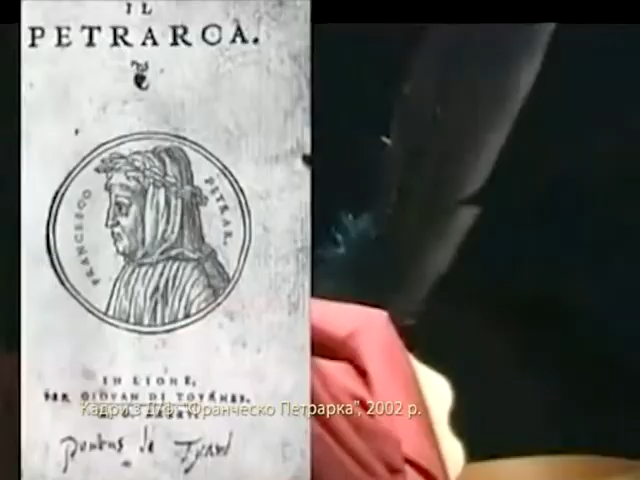 IL
PETRARCA.
FRANCESCO PETRAR.
IN LIONE,
PER GIOVAN DI TOVRNES.
Кадри з д/ф. "Франческо Петрарка", 2002 р.
Pontus de Tyard